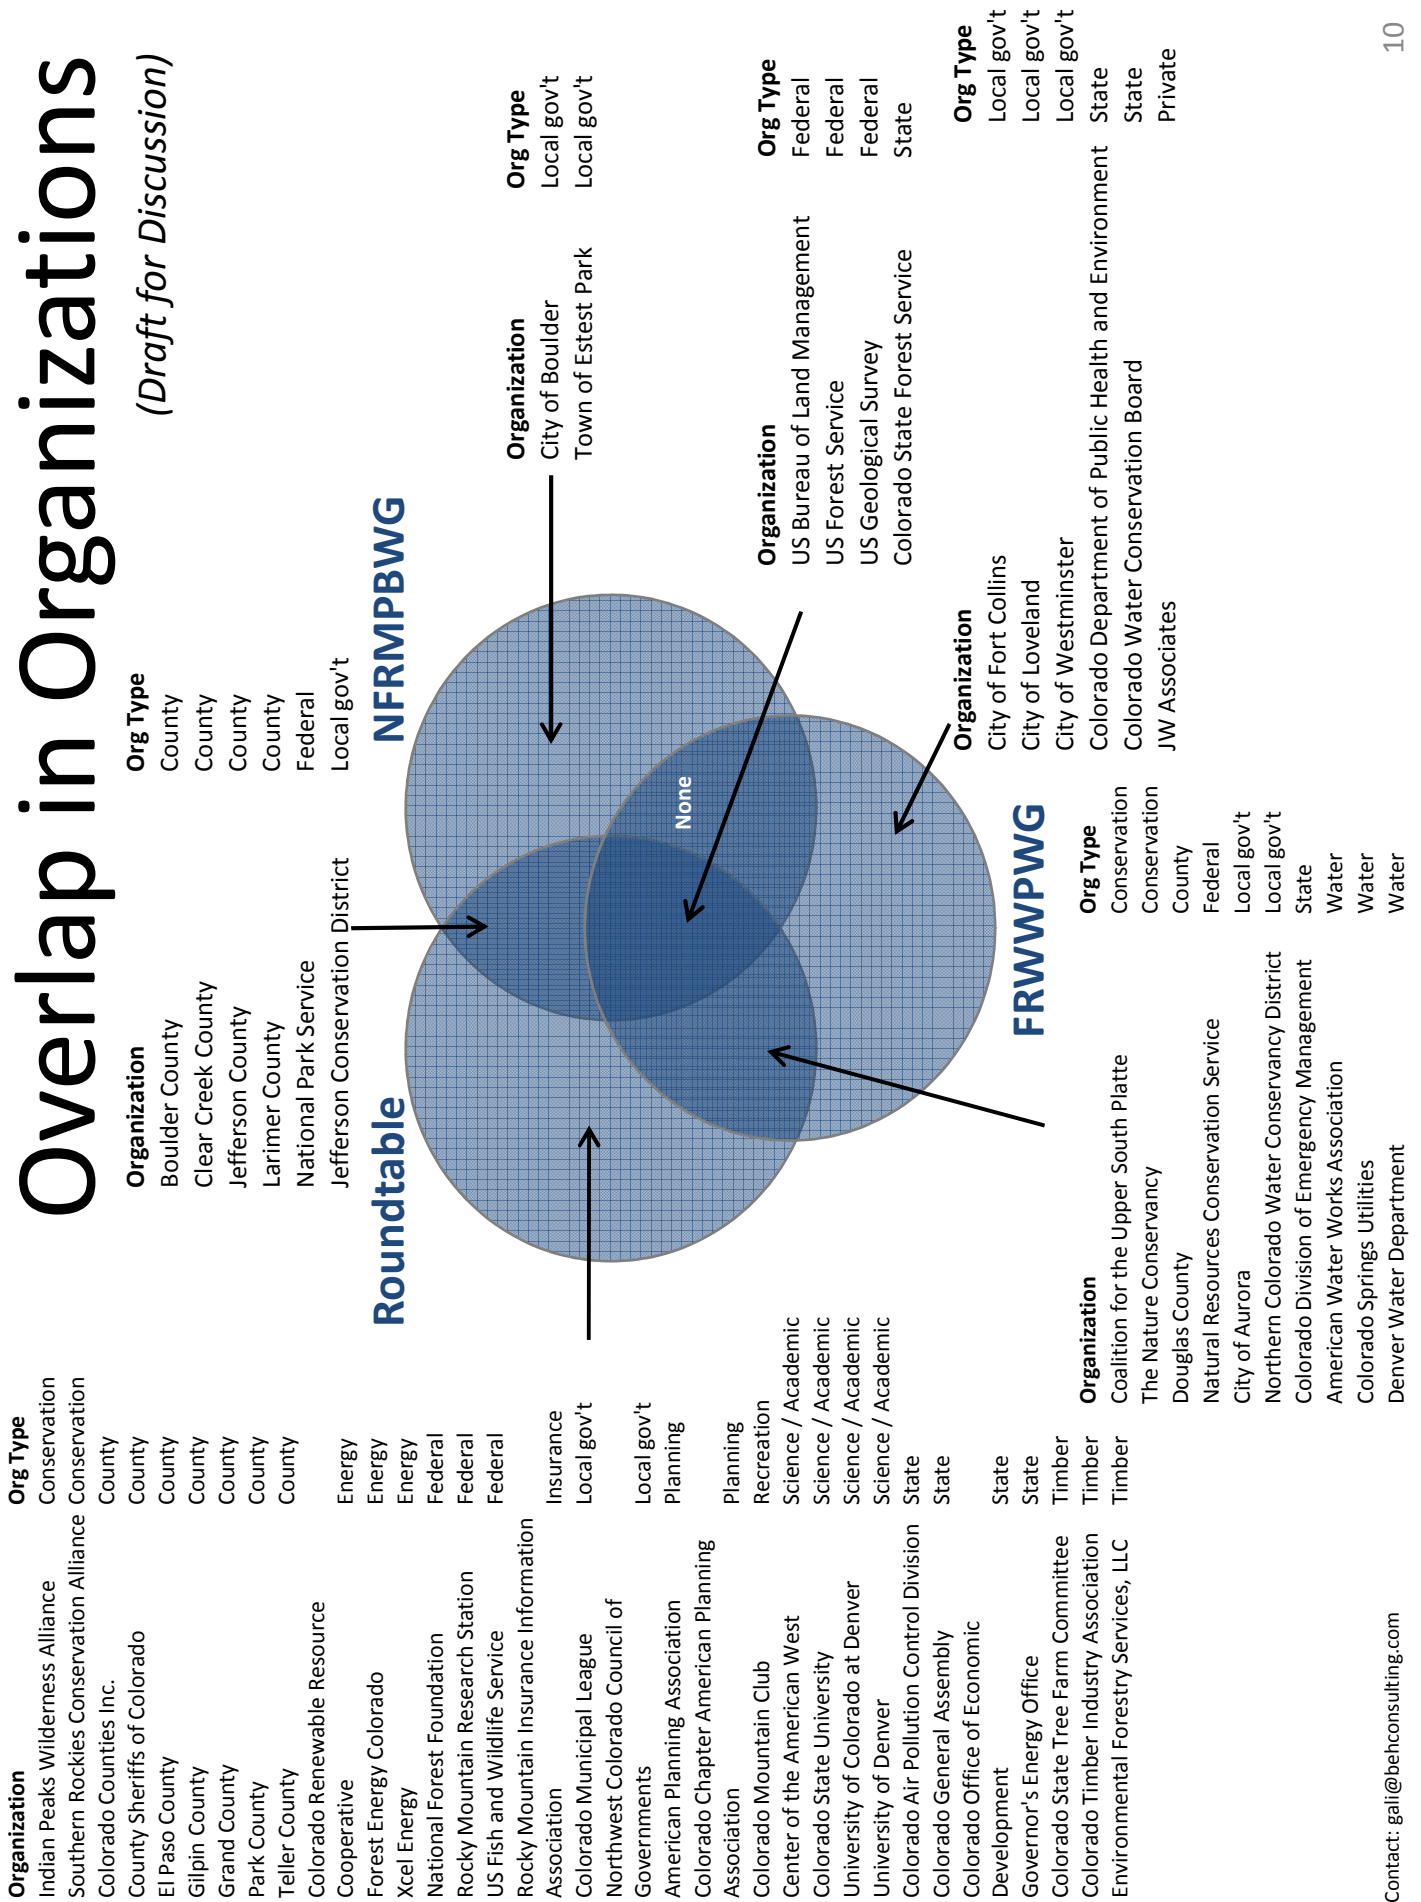 Overlap in Organizations
(Draft for Discussion)
Organization Org Type
Indian Peaks Wilderness Alliance Conservation
Southern Rockies Conservation Alliance Conservation
Colorado Counties Inc. County
County Sheriffs of Colorado County
El Paso County County
Gilpin County County
Grand County County
Park County County
Teller County County
Colorado Renewable Resource
Cooperative Energy
Forest Energy Colorado Energy
Xcel Energy Energy
National Forest Foundation Federal
Rocky Mountain Research Station Federal
US Fish and Wildlife Service Federal
Rocky Mountain Insurance Information
Association Insurance
Colorado Municipal League Local gov't
Northwest Colorado Council of
Governments Local gov't
American Planning Association Planning
Colorado Chapter American Planning
Association Planning
Colorado Mountain Club Recreation
Center of the American West Science / Academic
Colorado State University Science / Academic
University of Colorado at Denver Science / Academic
University of Denver Science / Academic
Colorado Air Pollution Control Division State
Colorado General Assembly State
Colorado Office of Economic
Development State
Governor's Energy Office State
Colorado State Tree Farm Committee Timber
Colorado Timber Industry Association Timber
Environmental Forestry Services, LLC Timber
Organization Org Type
Boulder County County
Clear Creek County County
Jefferson County County
Larimer County County
National Park Service Federal
Jefferson Conservation District Local gov't
Roundtable
NFRMPBWG
None
FRWWPWG
Organization Org Type
City of Boulder Local gov't
Town of Estest Park Local gov't
Organization Org Type
US Bureau of Land Management Federal
US Forest Service Federal
US Geological Survey Federal
Colorado State Forest Service State
Organization Org Type
City of Fort Collins Local gov't
City of Loveland Local gov't
City of Westminster Local gov't
Colorado Department of Public Health and Environment State
Colorado Water Conservation Board State
JW Associates Private
Organization Org Type
Coalition for the Upper South Platte Conservation
The Nature Conservancy Conservation
Douglas County County
Natural Resources Conservation Service Federal
City of Aurora Local gov't
Northern Colorado Water Conservancy District Local gov't
Colorado Division of Emergency Management State
American Water Works Association Water
Colorado Springs Utilities Water
Denver Water Department Water
Contact: gali@behconsulting.com
10